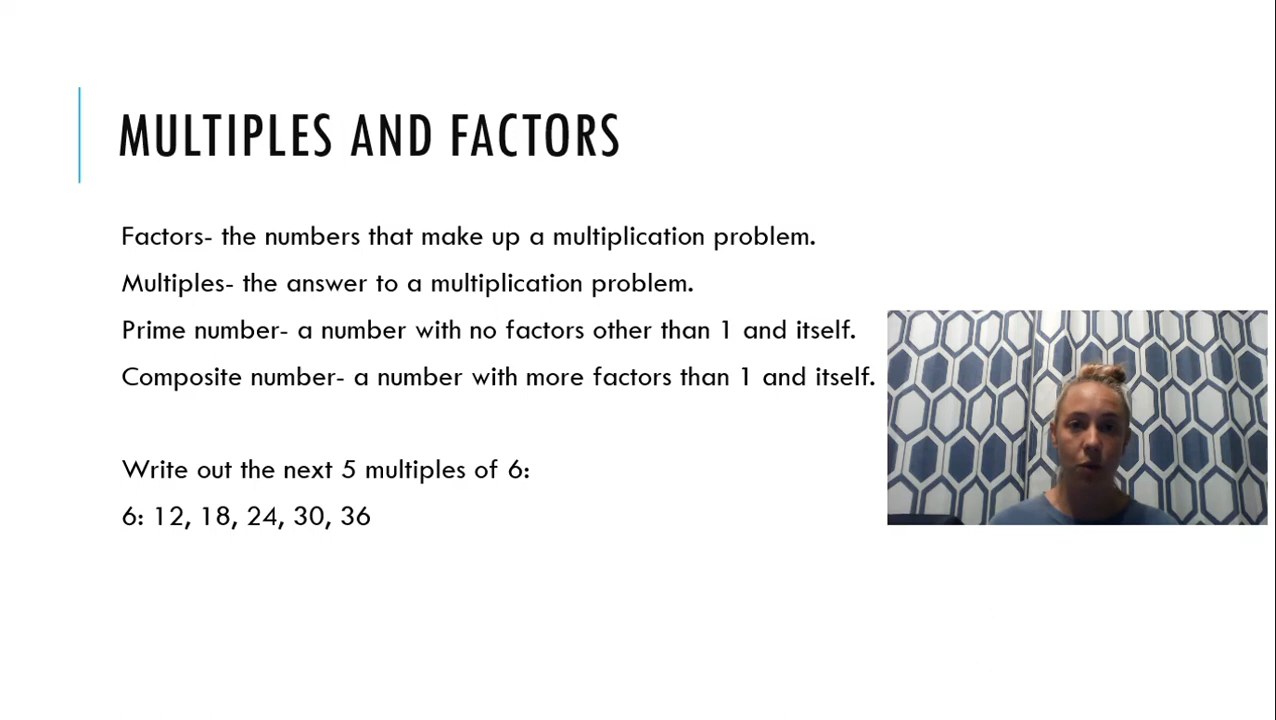 MULTIPLES AND FACTORS
Factors- the numbers that make up a multiplication problem.
Multiples- the answer to a multiplication problem.
Prime number- a number with no factors other than 1 and itself.
Composite number- a number with more factors than 1 and itself.
Write out the next 5 multiples of 6:
6: 12, 18, 24, 30, 36